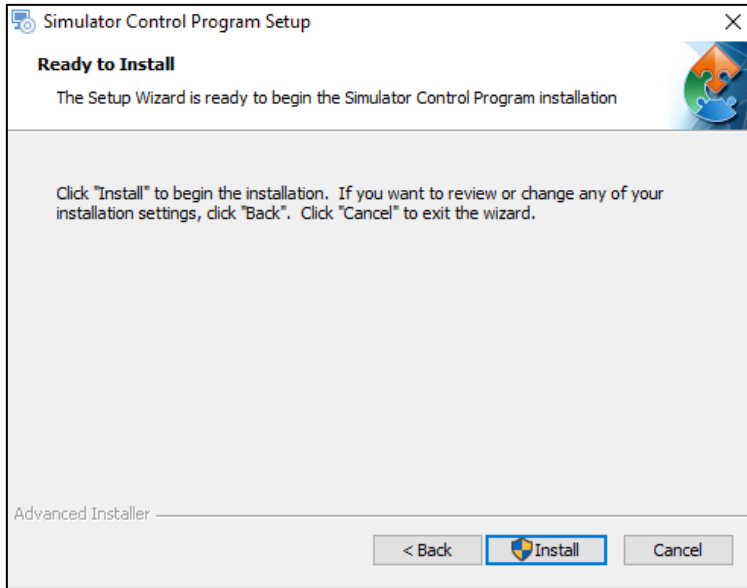 Simulator Control Program Setup
Ready to Install
The Setup Wizard is ready to begin the Simulator Control Program installation
Click "Install" to begin the installation.  If you want to review or change any of your
installation settings, click "Back".  Click "Cancel" to exit the wizard.
Advanced Installer
< Back Install Cancel